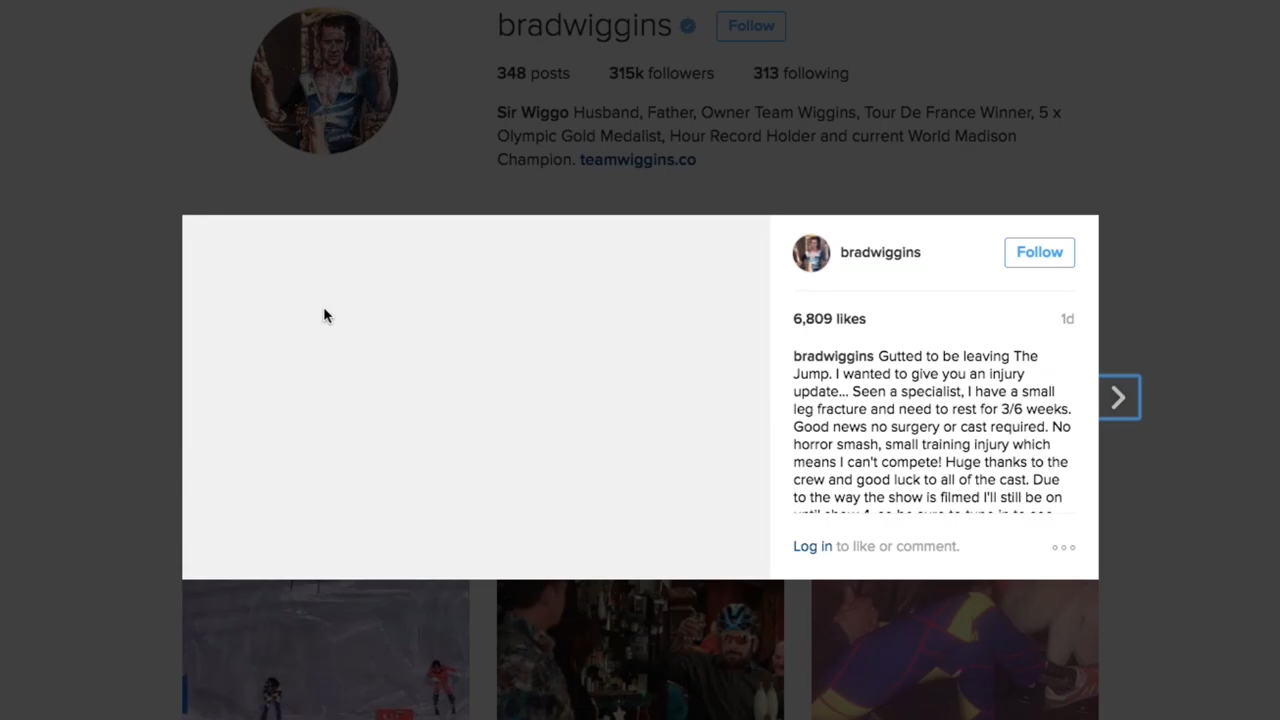 bradwiggins Follow
348 posts 315k followers 313 following
Sir Wiggo Husband, Father, Owner Team Wiggins, Tour De France Winner, 5 x
Olympic Gold Medalist, Hour Record Holder and current World Madison
Champion. teamwiggins.co
bradwiggins Follow
6,809 likes 1d
bradwiggins Gutted to be leaving The
Jump. I wanted to give you an injury
update... Seen a specialist, I have a small
leg fracture and need to rest for 3/6 weeks.
Good news no surgery or cast required. No
horror smash, small training injury which
means I can't compete! Huge thanks to the
crew and good luck to all of the cast. Due
to the way the show is filmed I'll still be on
Log in to like or comment.